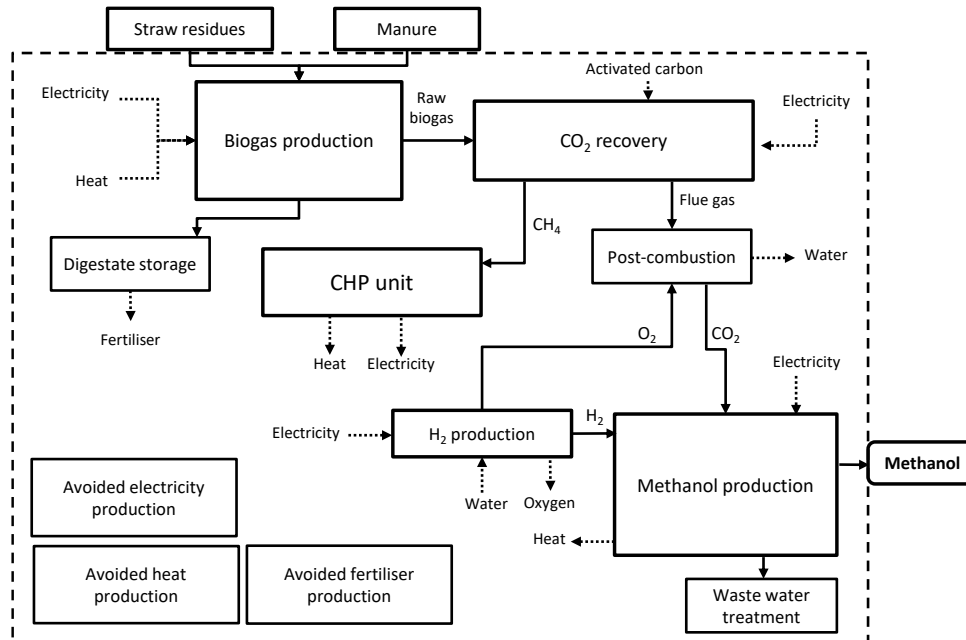 Straw residues
Manure
Electricity
Heat
Biogas production
Raw
biogas
Activated carbon
Electricity
CO₂ recovery
Flue gas
CH₄
Digestate storage
Fertiliser
CHP unit
Heat
Electricity
Post-combustion
Water
O₂
CO₂
Electricity
Electricity
H₂ production
H₂
Water
Oxygen
Methanol production
Heat
Methanol
Waste water
treatment
Avoided electricity
production
Avoided heat
production
Avoided fertiliser
production